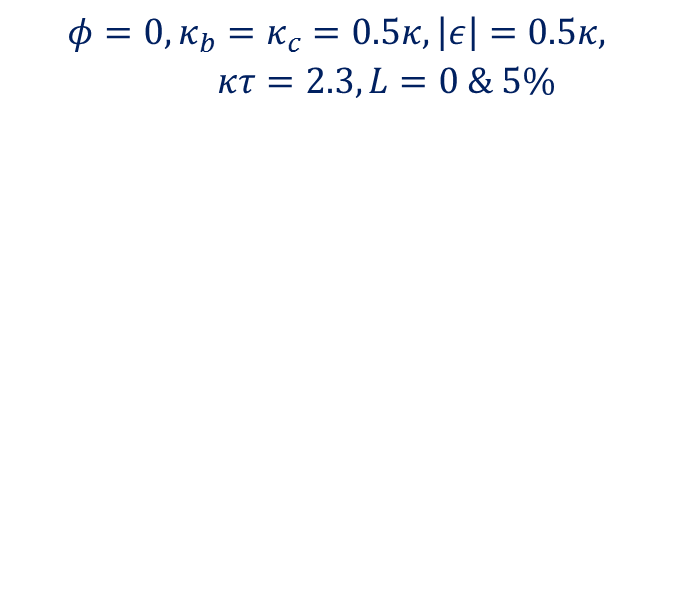 𝜙 = 0, 𝜅_b = 𝜅_c = 0.5𝜅, |𝜖| = 0.5𝜅,
𝜅𝜏 = 2.3, 𝐿 = 0 & 5%